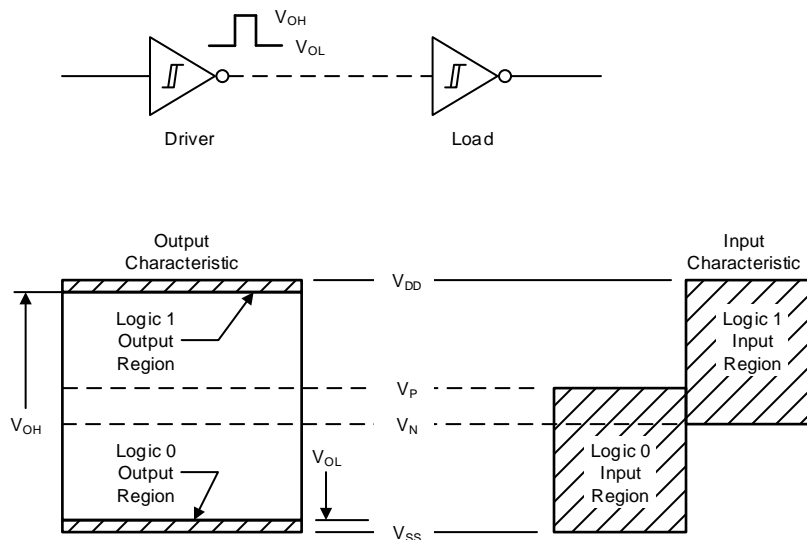 VOH
VOL
Driver
Load
Output
Characteristic
Input
Characteristic
VDD
Logic 1
Output
Region
Logic 1
Input
Region
VP
VN
VOH
Logic 0
Output
Region
VOL
Logic 0
Input
Region
VSS